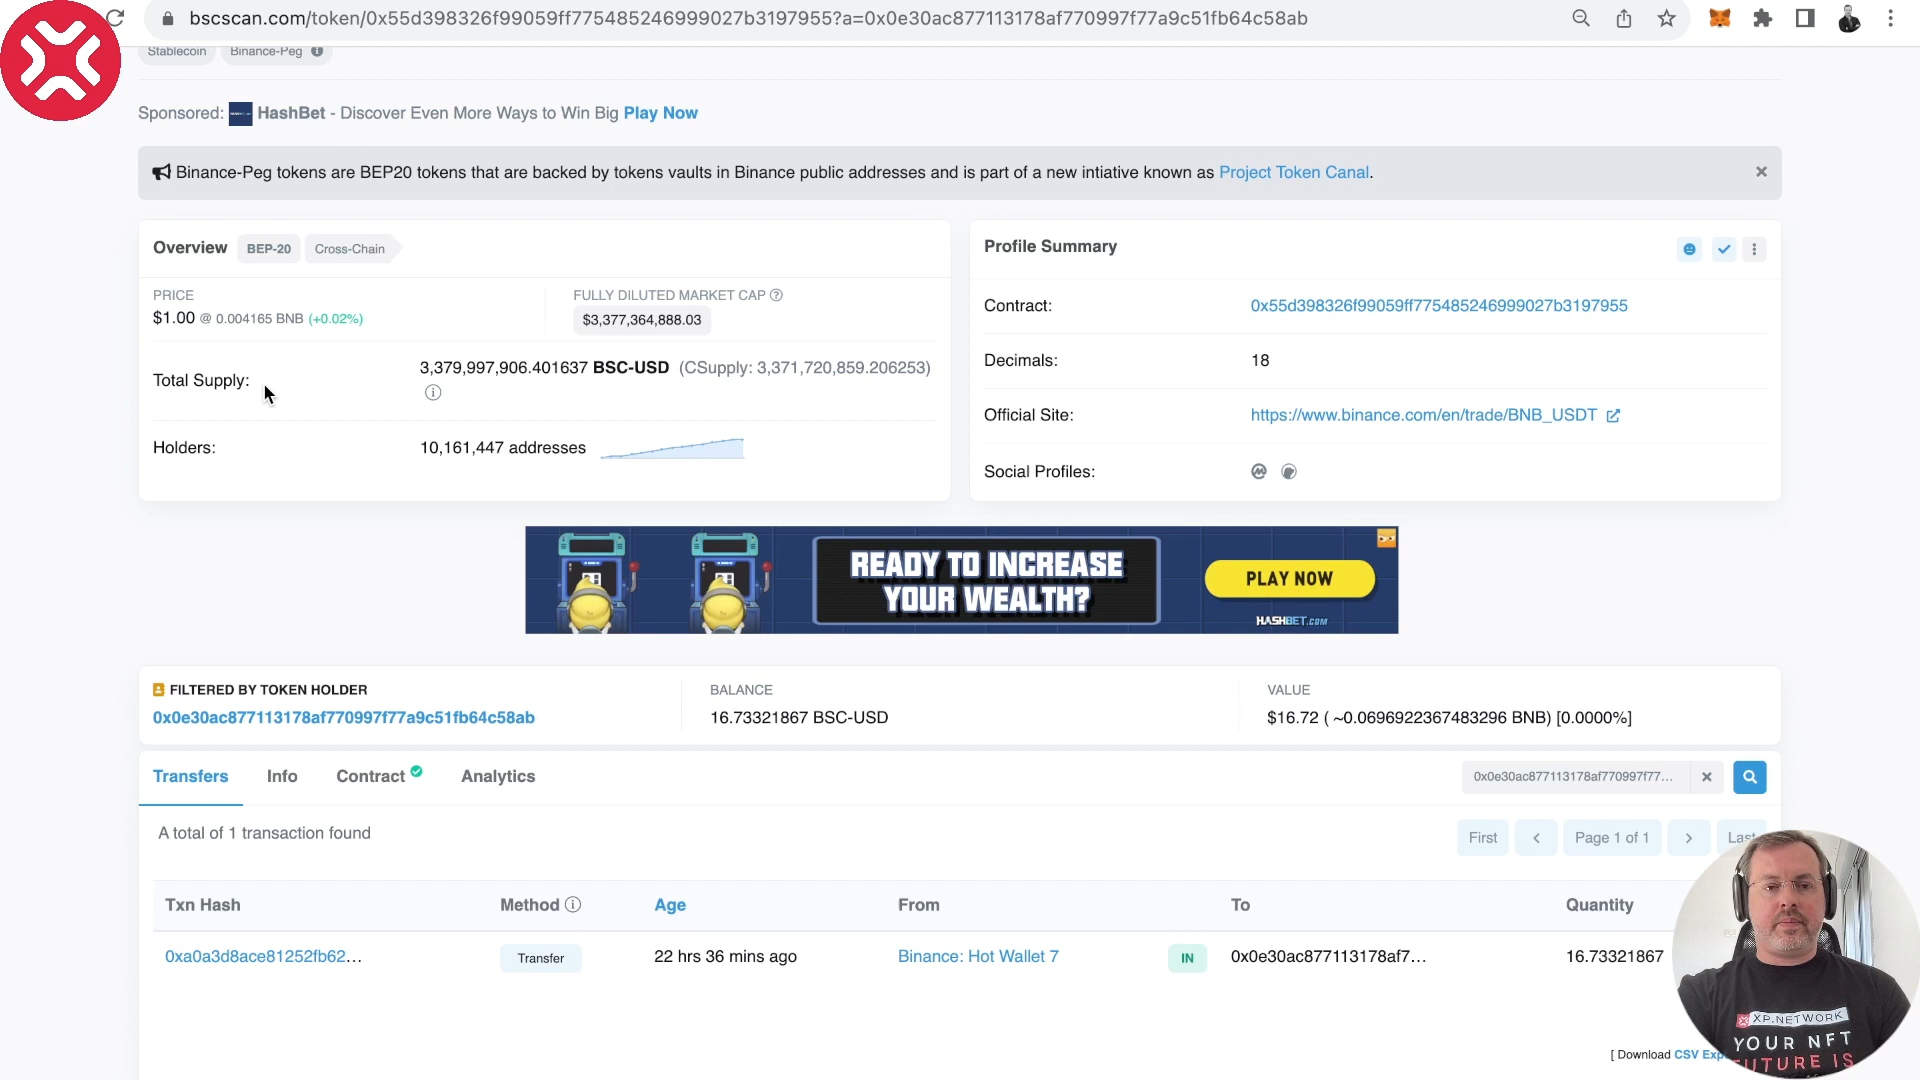 bscscan.com/token/0x55d398326f99059ff775485246999027b3197955?a=0x0e30ac877113178af770997f77a9c51fb64c58ab
Stablecoin Binance-Peg
Sponsored: HashBet - Discover Even More Ways to Win Big Play Now
Binance-Peg tokens are BEP20 tokens that are backed by tokens vaults in Binance public addresses and is part of a new intiative known as Project Token Canal.
Overview BEP-20 Cross-Chain
PRICE
$1.00 @ 0.004165 BNB (+0.02%)
FULLY DILUTED MARKET CAP
$3,377,364,888.03
Total Supply: 3,379,997,906.401637 BSC-USD (CSupply: 3,371,720,859.206253)
Holders: 10,161,447 addresses
Profile Summary
Contract: 0x55d398326f99059ff775485246999027b3197955
Decimals: 18
Official Site: https://www.binance.com/en/trade/BNB_USDT
Social Profiles:
READY TO INCREASE
YOUR WEALTH?
PLAY NOW
HASHBET.COM
FILTERED BY TOKEN HOLDER
0x0e30ac877113178af770997f77a9c51fb64c58ab
BALANCE
16.73321867 BSC-USD
VALUE
$16.72 ( ~0.0696922367483296 BNB) [0.0000%]
Transfers Info Contract Analytics
0x0e30ac877113178af770997f77...
A total of 1 transaction found
First Page 1 of 1 Last
Txn Hash Method Age From To Quantity
0xa0a3d8ace81252fb62... Transfer 22 hrs 36 mins ago Binance: Hot Wallet 7 IN 0x0e30ac877113178af7... 16.73321867
[ Download CSV Exp
XP.NETWORK
YOUR NFT
FUTURE IS